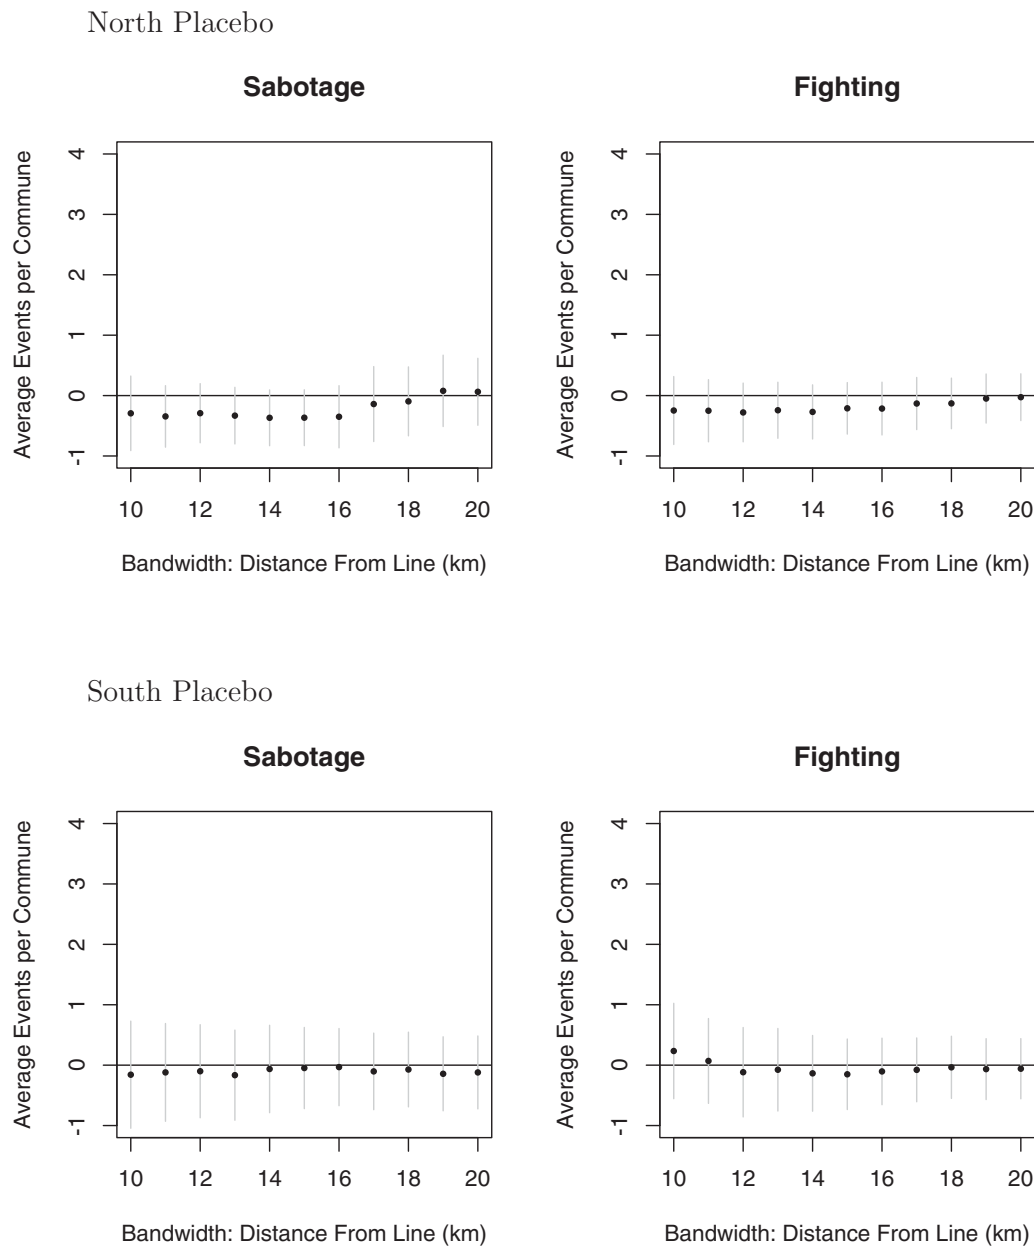 North Placebo
Sabotage
Average Events per Commune
4
3
2
1
0
-1
10 12 14 16 18 20
Bandwidth: Distance From Line (km)
Fighting
Average Events per Commune
4
3
2
1
0
-1
10 12 14 16 18 20
Bandwidth: Distance From Line (km)
South Placebo
Sabotage
Average Events per Commune
4
3
2
1
0
-1
10 12 14 16 18 20
Bandwidth: Distance From Line (km)
Fighting
Average Events per Commune
4
3
2
1
0
-1
10 12 14 16 18 20
Bandwidth: Distance From Line (km)